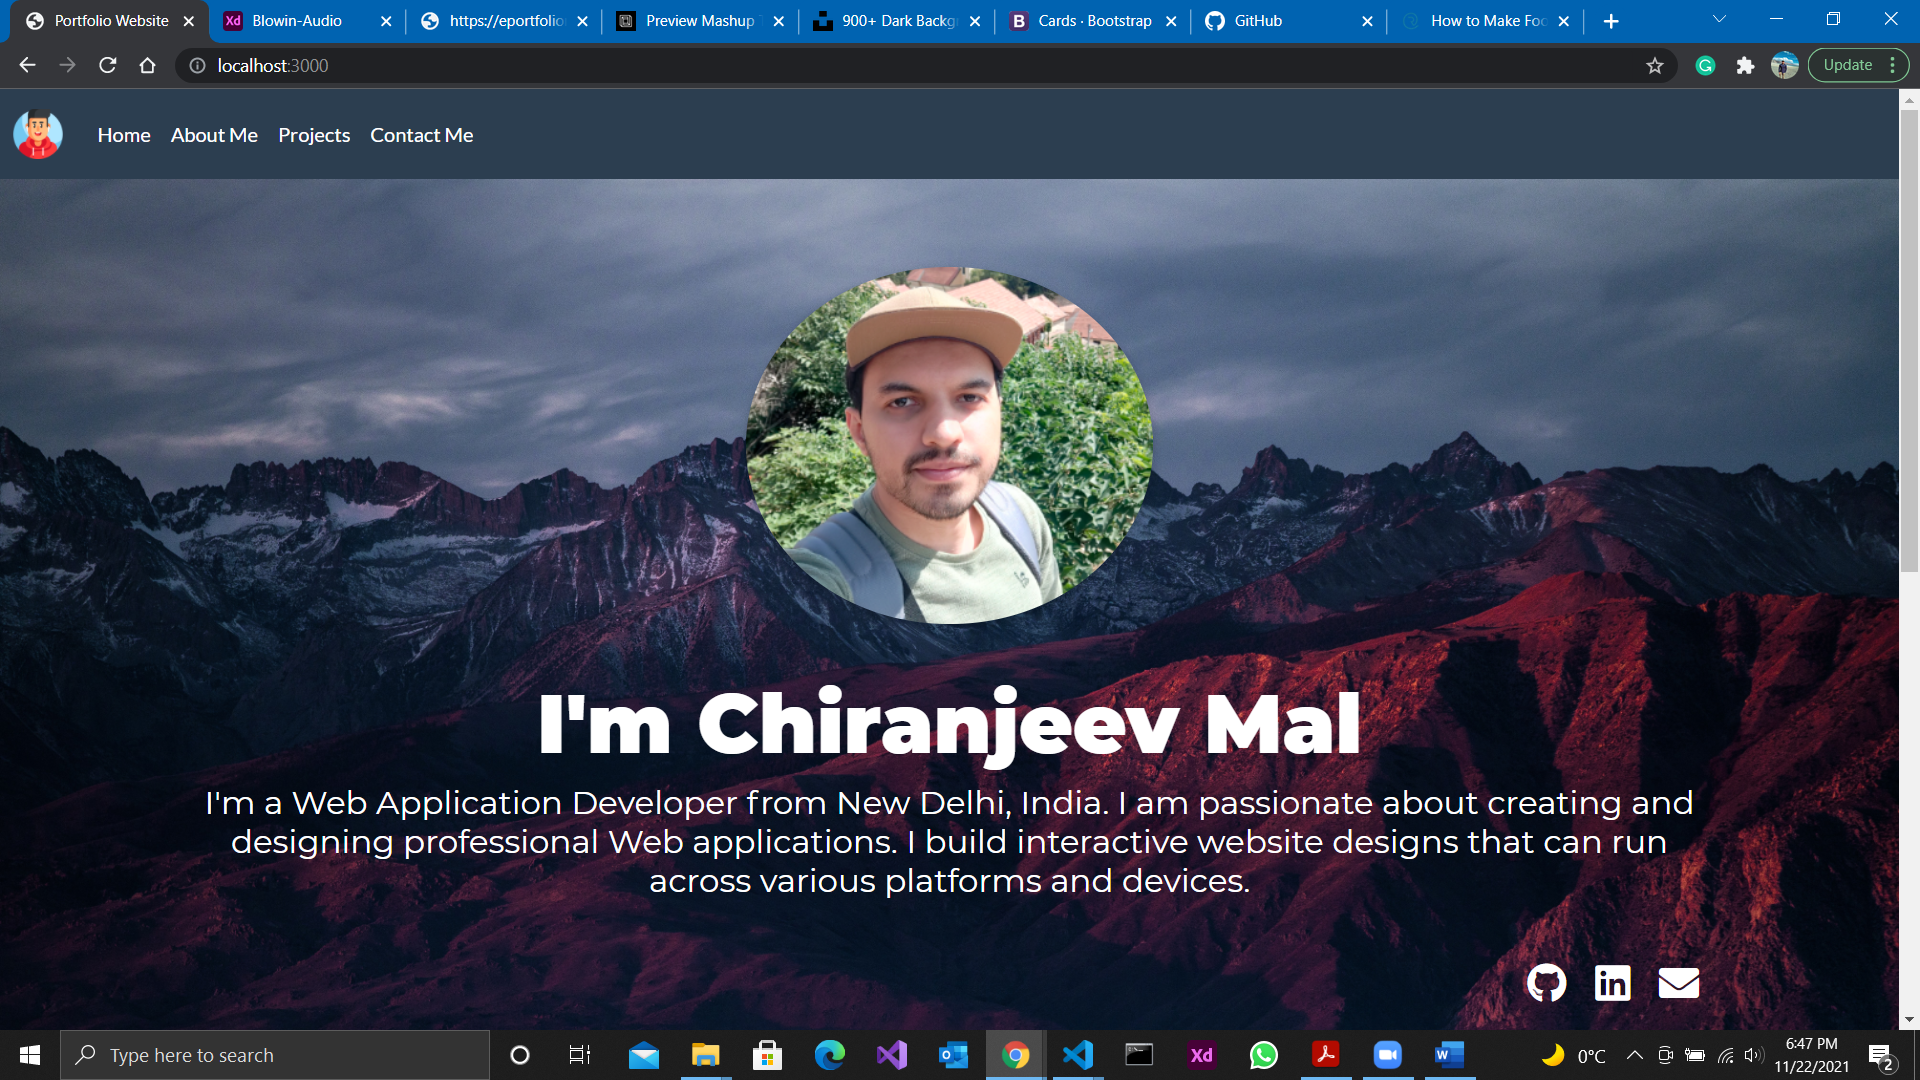 Portfolio Website
Xd Blowin-Audio
https://eportfolio
Preview Mashup
900+ Dark Backg
B Cards · Bootstrap
GitHub
How to Make Foo
localhost:3000
G
Update
Home About Me Projects Contact Me
I'm Chiranjeev Mal
I'm a Web Application Developer from New Delhi, India. I am passionate about creating and
designing professional Web applications. I build interactive website designs that can run
across various platforms and devices.
in
Type here to search
Xd
0°C
6:47 PM
11/22/2021
2